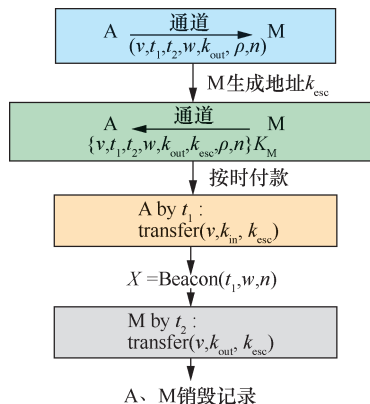 通道
A M
(v,t₁,t₂,w,k_out,ρ,n)
M生成地址k_esc
通道
A M
{v,t₁,t₂,w,k_out,k_esc,ρ,n}K_M
按时付款
A by t₁ :
transfer(v,k_in, k_esc)
X =Beacon(t₁,w,n)
M by t₂ :
transfer(v,k_out, k_esc)
A、M销毁记录